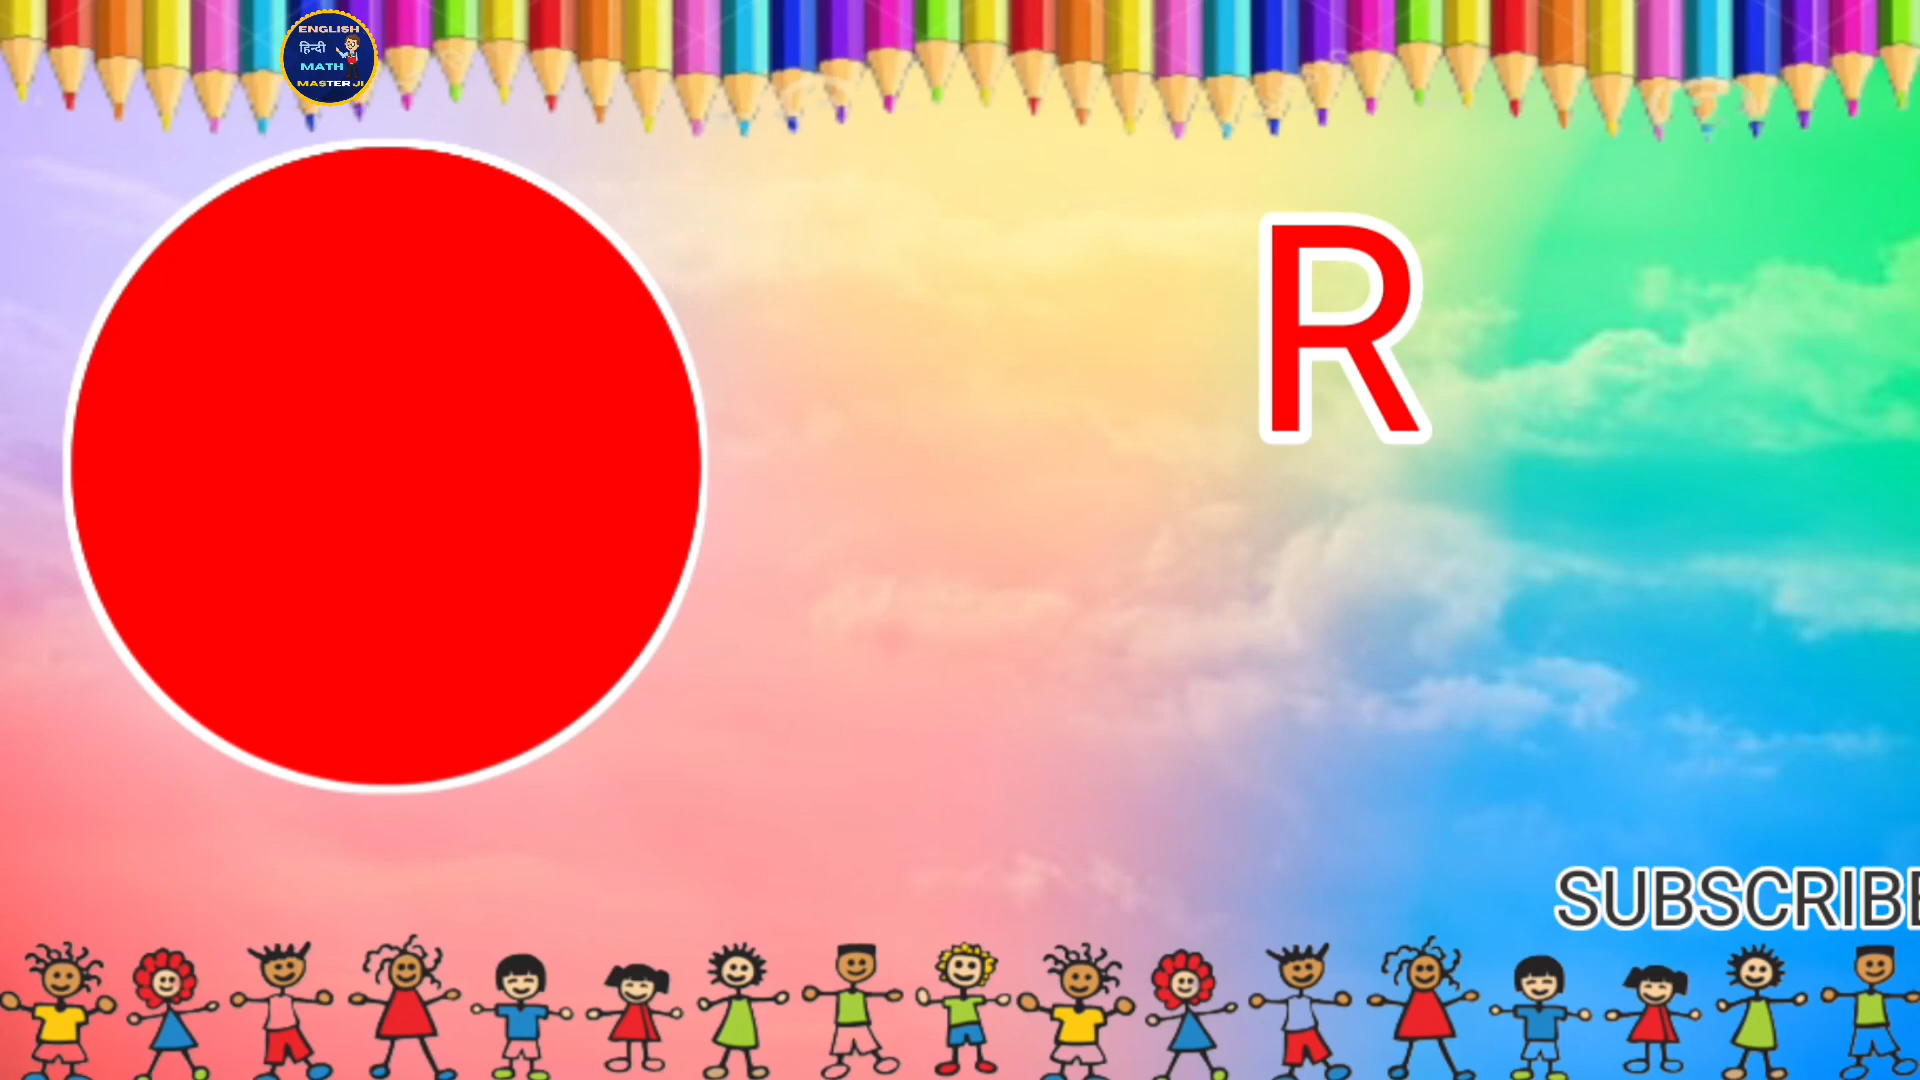 ENGLISH
हिन्दी
MATH
MASTER JI
R
SUBSCRIBE